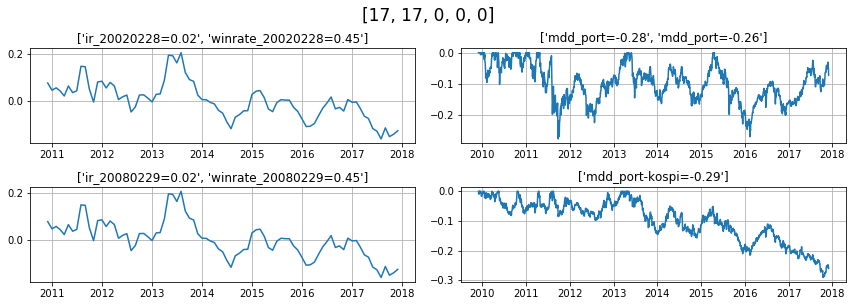 [17, 17, 0, 0, 0]
['ir_20020228=0.02', 'winrate_20020228=0.45']
0.2
0.0
2011 2012 2013 2014 2015 2016 2017 2018
['mdd_port=-0.28', 'mdd_port=-0.26']
0.0
−0.1
−0.2
2010 2011 2012 2013 2014 2015 2016 2017 2018
['ir_20080229=0.02', 'winrate_20080229=0.45']
0.2
0.0
2011 2012 2013 2014 2015 2016 2017 2018
['mdd_port-kospi=-0.29']
0.0
−0.1
−0.2
−0.3
2010 2011 2012 2013 2014 2015 2016 2017 2018